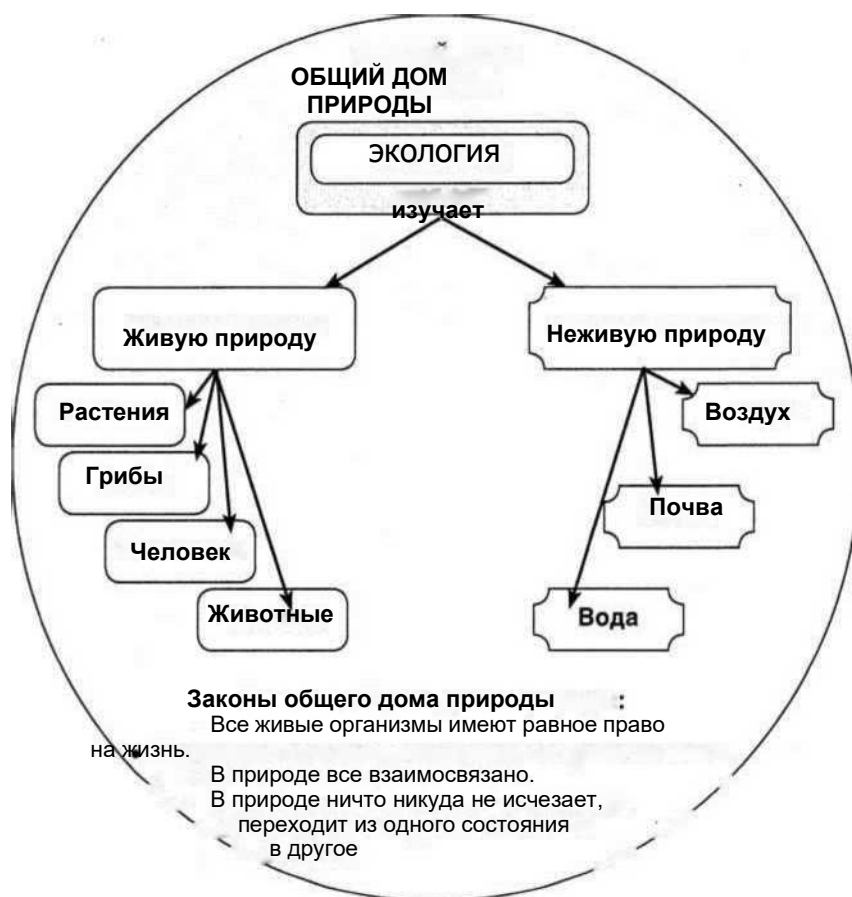 ОБЩИЙ ДОМ
ПРИРОДЫ
ЭКОЛОГИЯ
изучает
Живую природу
Неживую природу
Растения
Воздух
Грибы
Почва
Человек
Животные
Вода
Законы общего дома природы :
Все живые организмы имеют равное право
на жизнь.
В природе все взаимосвязано.
В природе ничто никуда не исчезает,
переходит из одного состояния
в другое